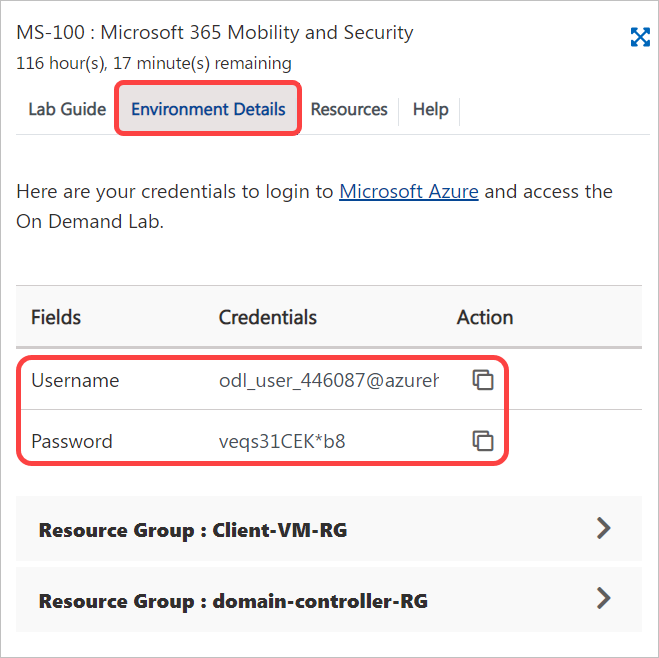 MS-100 : Microsoft 365 Mobility and Security
116 hour(s), 17 minute(s) remaining
Lab Guide Environment Details Resources Help
Here are your credentials to login to Microsoft Azure and access the
On Demand Lab.
Fields Credentials Action
Username odl_user_446087@azure
Password veqs31CEK*b8
Resource Group : Client-VM-RG
Resource Group : domain-controller-RG